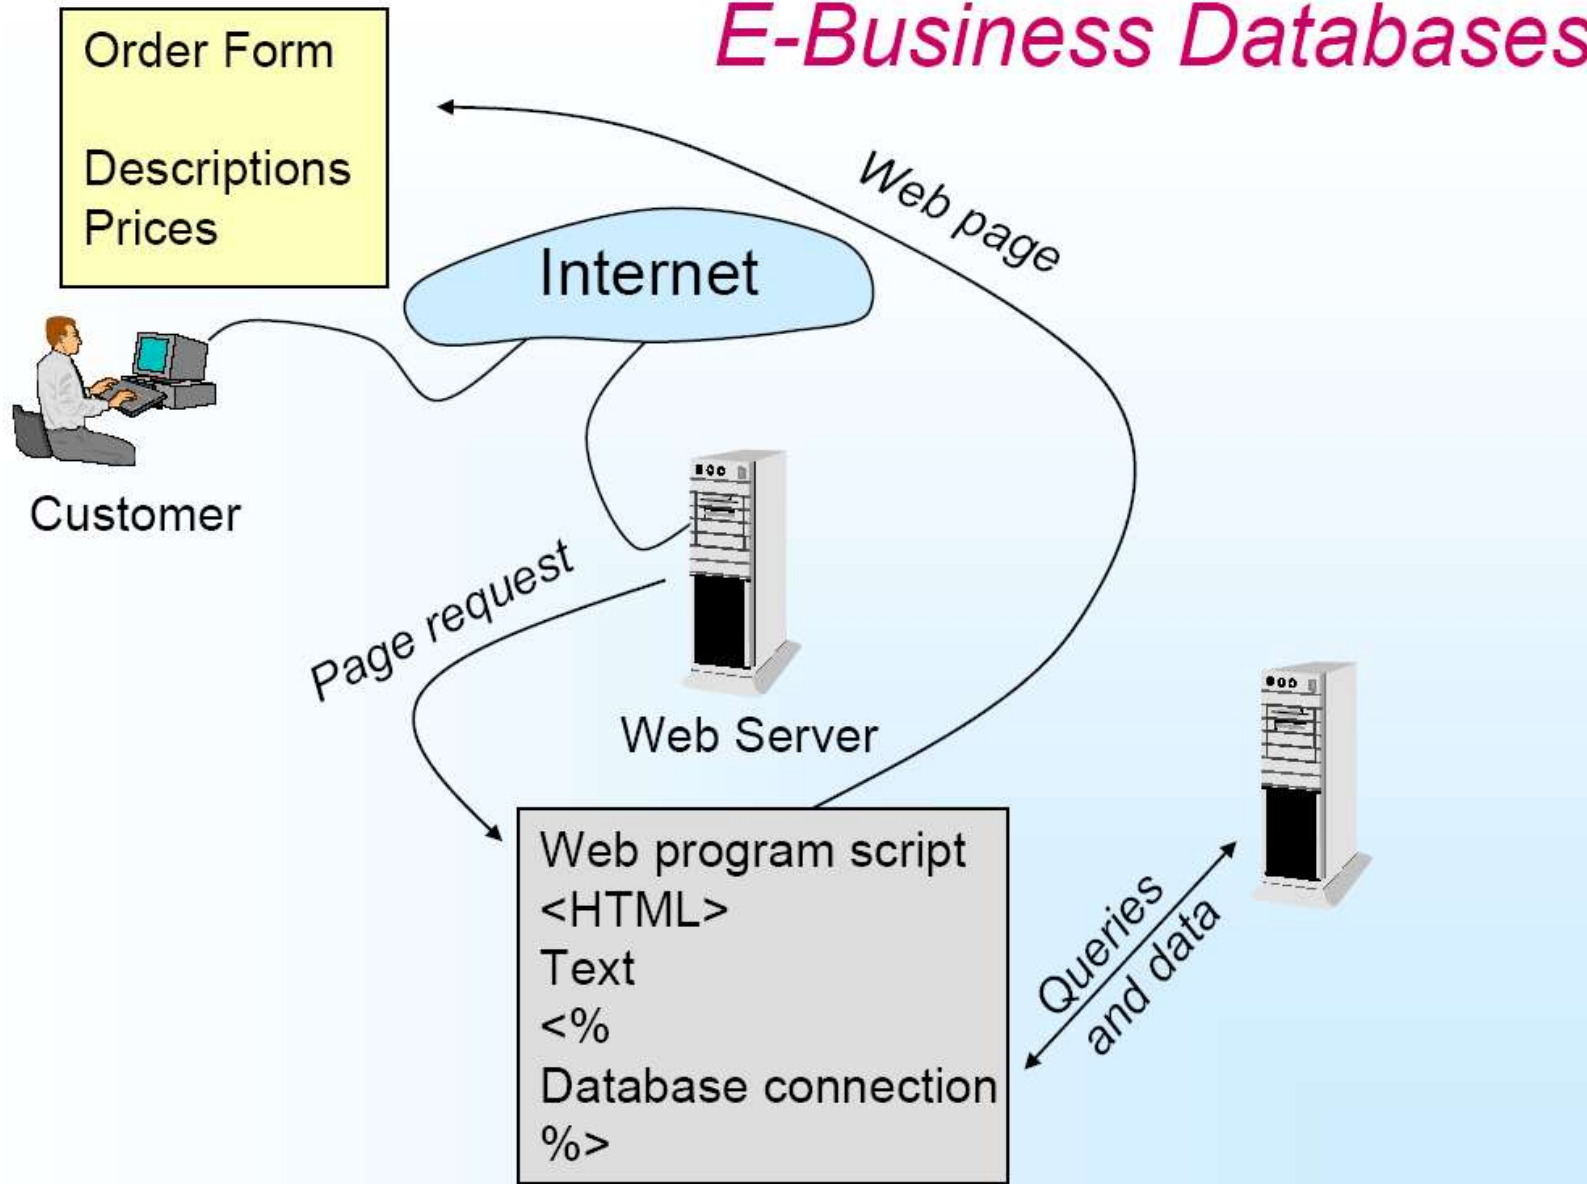 E-Business Databases
Order Form
Descriptions
Prices
Web page
Internet
Customer
Page request
Web Server
Web program script
<HTML>
Text
<%
Database connection
%>
Queries
and data